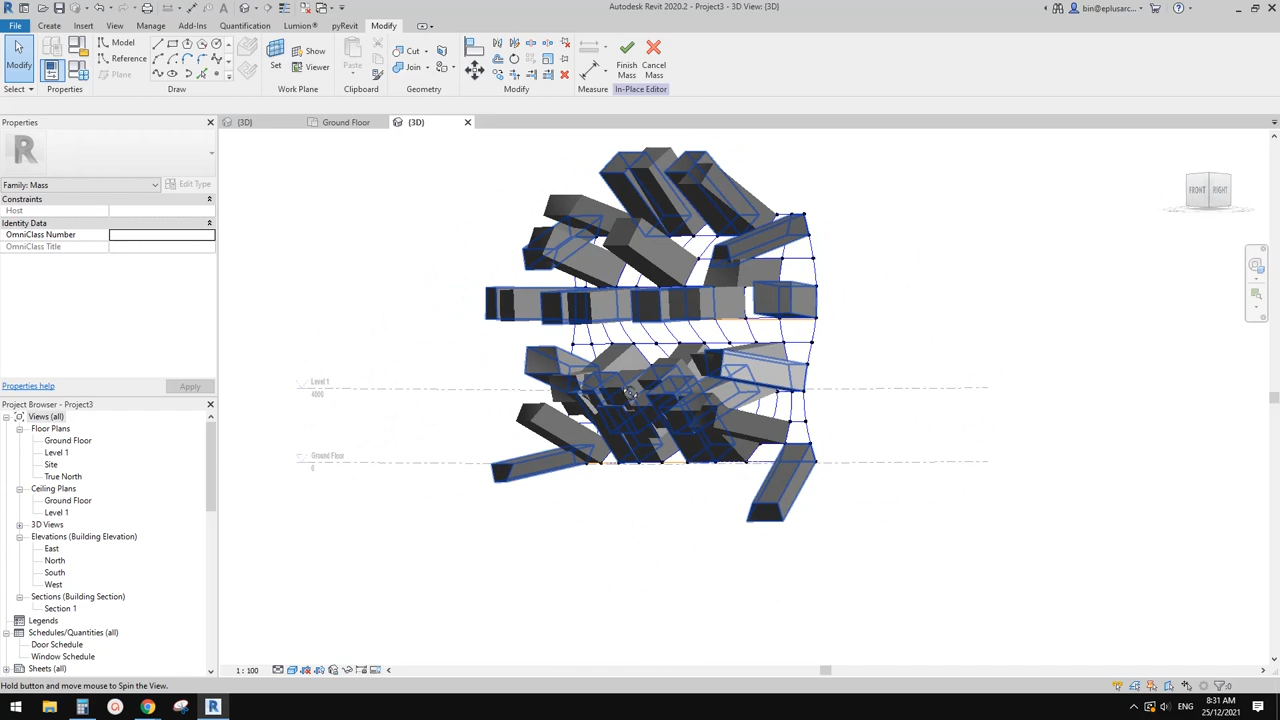 Autodesk Revit 2020.2 - Project3 - 3D View: {3D}
bin@eplusarc...
File Create Insert View Manage Add-Ins Quantification Lumion® pyRevit Modify
Modify
Model
Reference
Plane
Set
Show
Viewer
Paste
Cut
Join
Finish Mass
Cancel Mass
Select Properties Draw Work Plane Clipboard Geometry Modify Measure In-Place Editor
Properties
{3D}
Ground Floor
{3D}
R
Family: Mass
Edit Type
Constraints
Host
Identity Data
OmniClass Number
OmniClass Title
FRONT RIGHT
Level 1
4000
Ground Floor
0
Properties help
Apply
Project Browser - Project3
Views (all)
Floor Plans
Ground Floor
Level 1
Site
True North
Ceiling Plans
Ground Floor
Level 1
3D Views
Elevations (Building Elevation)
East
North
South
West
Sections (Building Section)
Section 1
Legends
Schedules/Quantities (all)
Door Schedule
Window Schedule
Sheets (all)
1 : 100
Hold button and move mouse to Spin the View.
:0
ENG
8:31 AM
25/12/2021